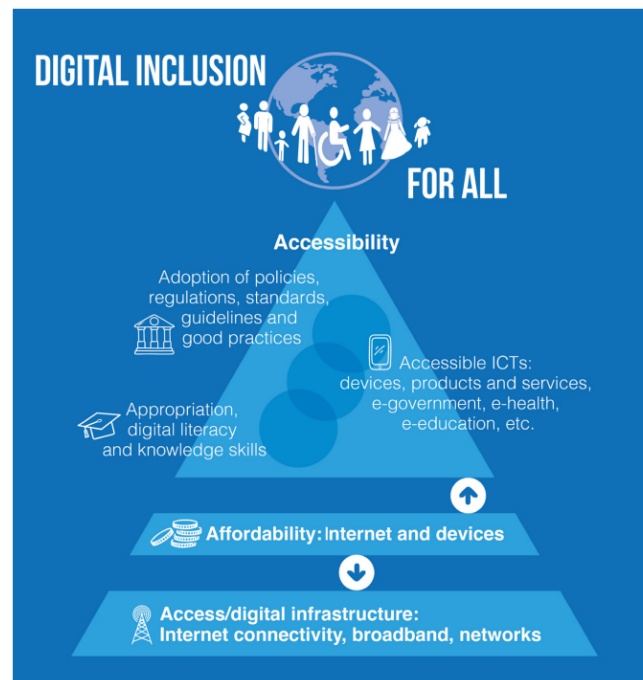 DIGITAL INCLUSION
FOR ALL
Accessibility
Adoption of policies,
regulations, standards,
guidelines and
good practices
Accessible ICTs:
devices, products and services,
e-government, e-health,
e-education, etc.
Appropriation,
digital literacy
and knowledge skills
Affordability: Internet and devices
Access/digital infrastructure:
Internet connectivity, broadband, networks